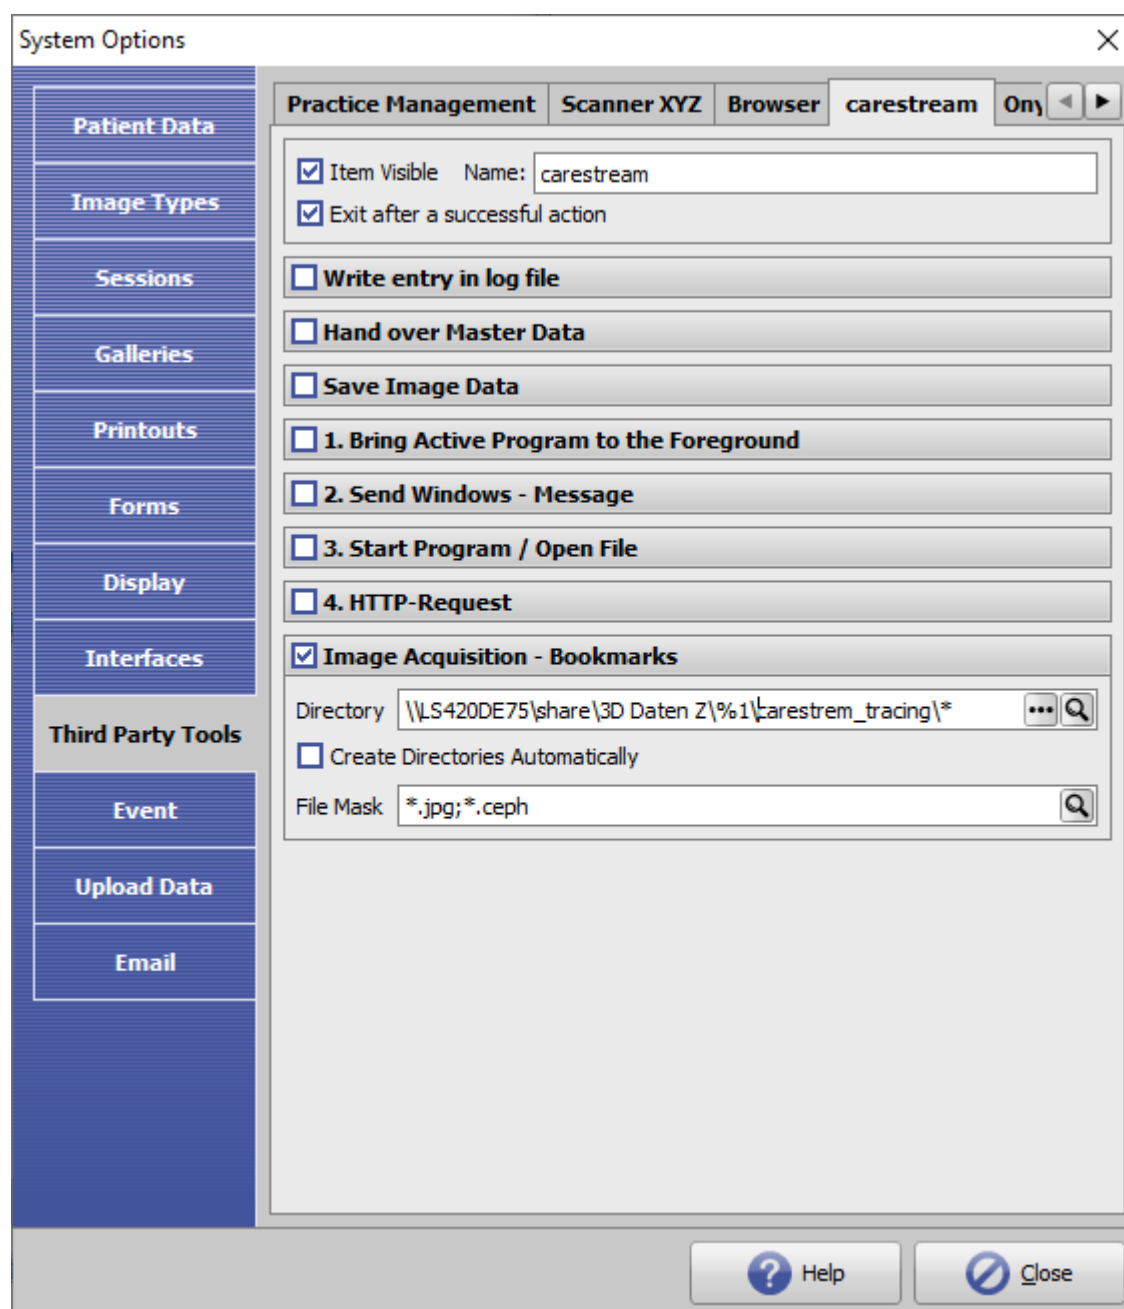 System Options
Patient Data
Image Types
Sessions
Galleries
Printouts
Forms
Display
Interfaces
Third Party Tools
Event
Upload Data
Email
Practice Management Scanner XYZ Browser carestream Ony
Item Visible Name: carestream
Exit after a successful action
Write entry in log file
Hand over Master Data
Save Image Data
1. Bring Active Program to the Foreground
2. Send Windows - Message
3. Start Program / Open File
4. HTTP-Request
Image Acquisition - Bookmarks
Directory \\LS420DE75\share\3D Daten Z\%1\carestrem_tracing\*
Create Directories Automatically
File Mask *.jpg;*.ceph
Help Close